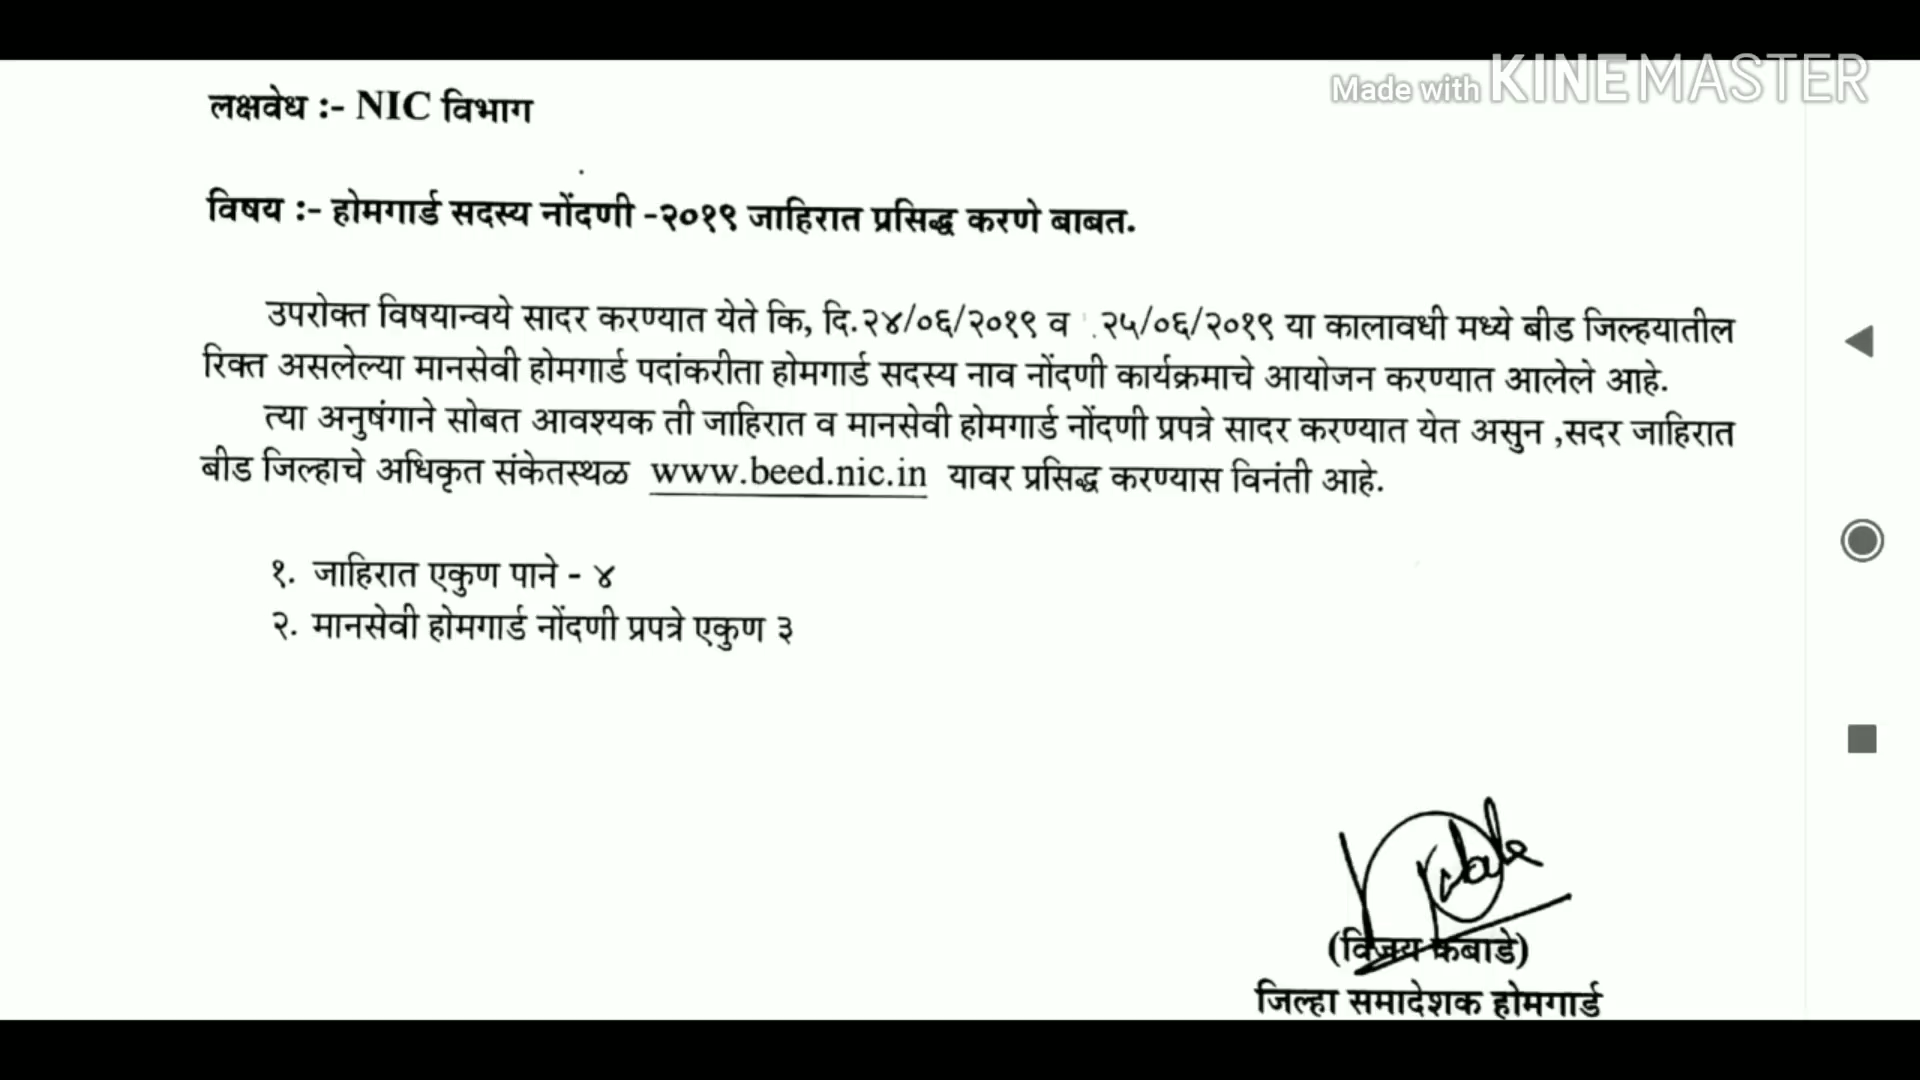 Made with KINEMASTER
लक्षवेध :- NIC विभाग
विषय :- होमगार्ड सदस्य नोंदणी -२०१९ जाहिरात प्रसिद्ध करणे बाबत.
उपरोक्त विषयान्वये सादर करण्यात येते कि, दि.२४/०६/२०१९ व २५/०६/२०१९ या कालावधी मध्ये बीड जिल्हयातील
रिक्त असलेल्या मानसेवी होमगार्ड पदांकरीता होमगार्ड सदस्य नाव नोंदणी कार्यक्रमाचे आयोजन करण्यात आलेले आहे.
त्या अनुषंगाने सोबत आवश्यक ती जाहिरात व मानसेवी होमगार्ड नोंदणी प्रपत्रे सादर करण्यात येत असुन ,सदर जाहिरात
बीड जिल्हाचे अधिकृत संकेतस्थळ www.beed.nic.in यावर प्रसिद्ध करण्यास विनंती आहे.
१. जाहिरात एकुण पाने - ४
२. मानसेवी होमगार्ड नोंदणी प्रपत्रे एकुण ३
(विजय कबाडे)
जिल्हा समादेशक होमगार्ड